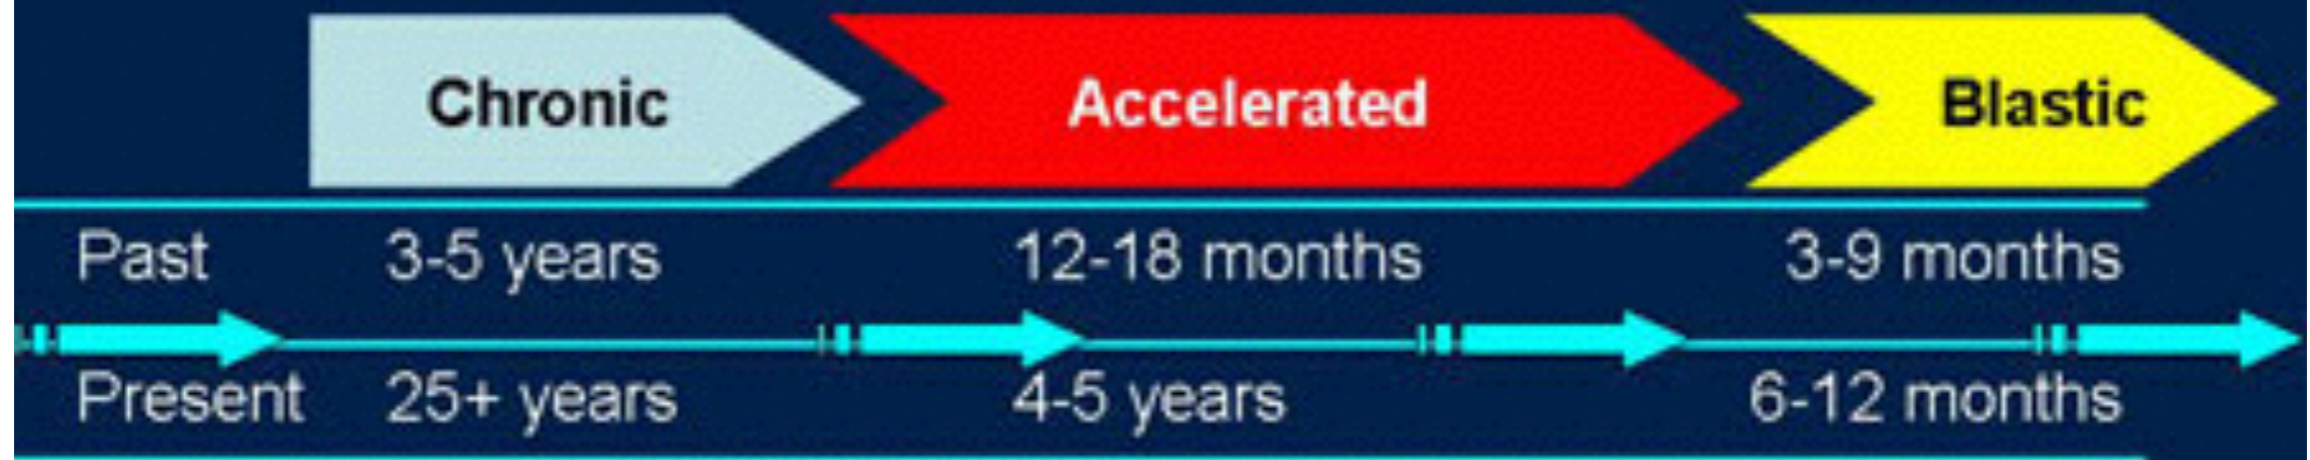 Chronic Accelerated Blastic
Past 3-5 years 12-18 months 3-9 months
Present 25+ years 4-5 years 6-12 months